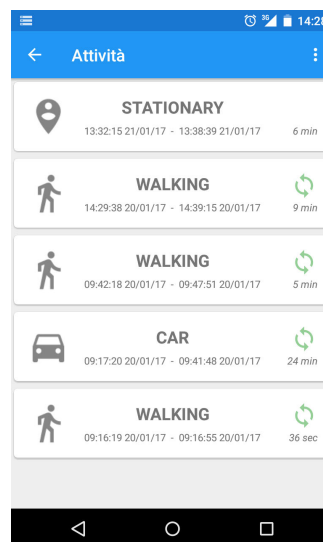 36 14:28
Attività
STATIONARY
13:32:15 21/01/17 - 13:38:39 21/01/17 6 min
WALKING
14:29:38 20/01/17 - 14:39:15 20/01/17 9 min
WALKING
09:42:18 20/01/17 - 09:47:51 20/01/17 5 min
CAR
09:17:20 20/01/17 - 09:41:48 20/01/17 24 min
WALKING
09:16:19 20/01/17 - 09:16:55 20/01/17 36 sec